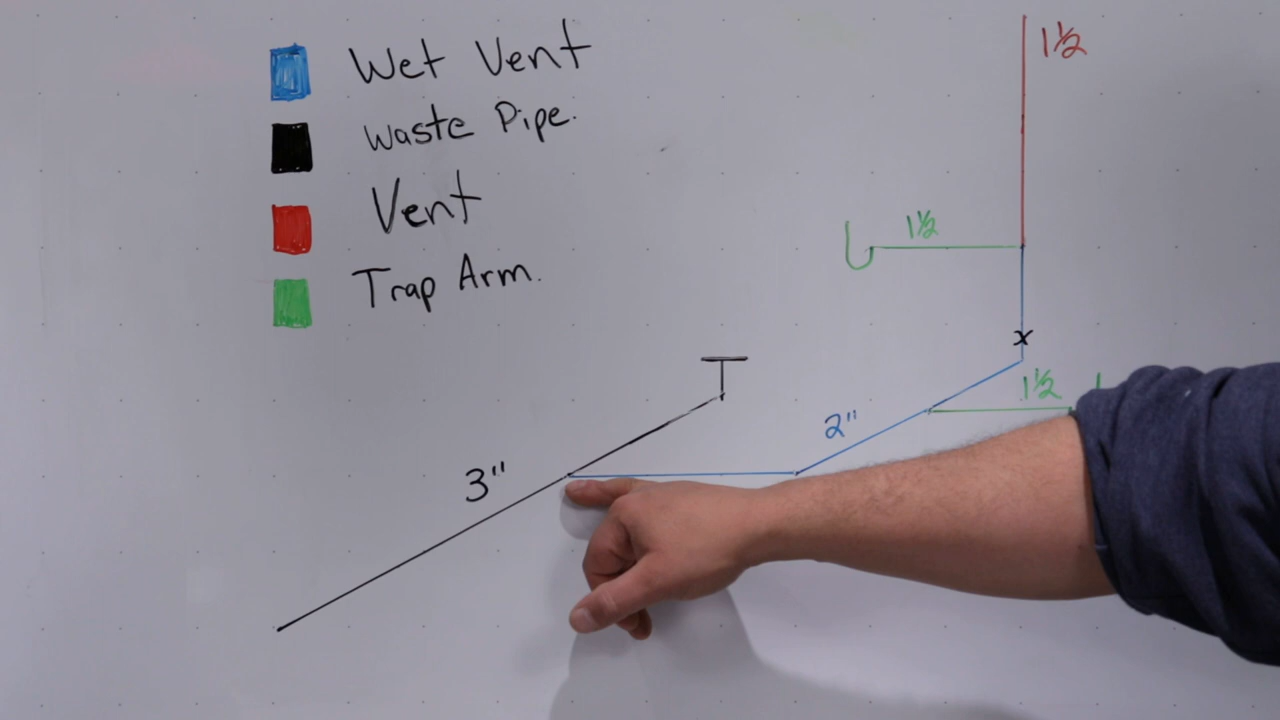 Wet Vent
Waste Pipe.
Vent
Trap Arm.
1½
1½
1½
2"
3"
x